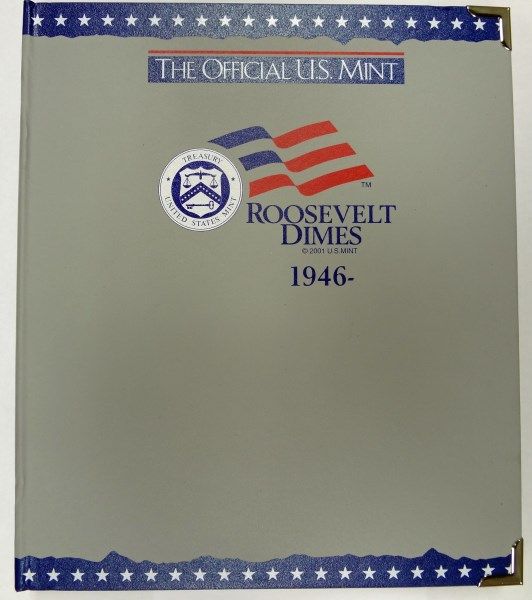 THE OFFICIAL U.S. MINT
TREASURY
UNITED STATES MINT
TM
ROOSEVELT
DIMES
© 2001 U.S. MINT
1946-